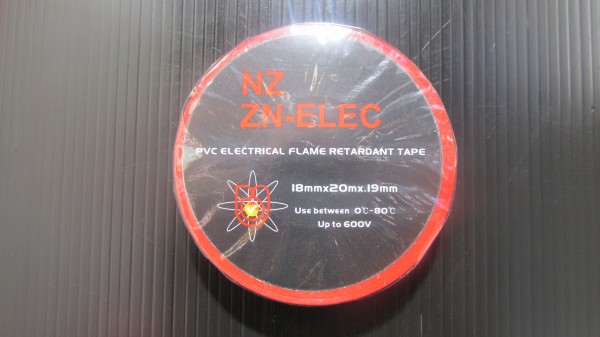 NZ
ZN-ELEC
PVC ELECTRICAL FLAME RETARDANT TAPE
18mmx20mx.19mm
Use between 0℃-80℃
Up to 600V